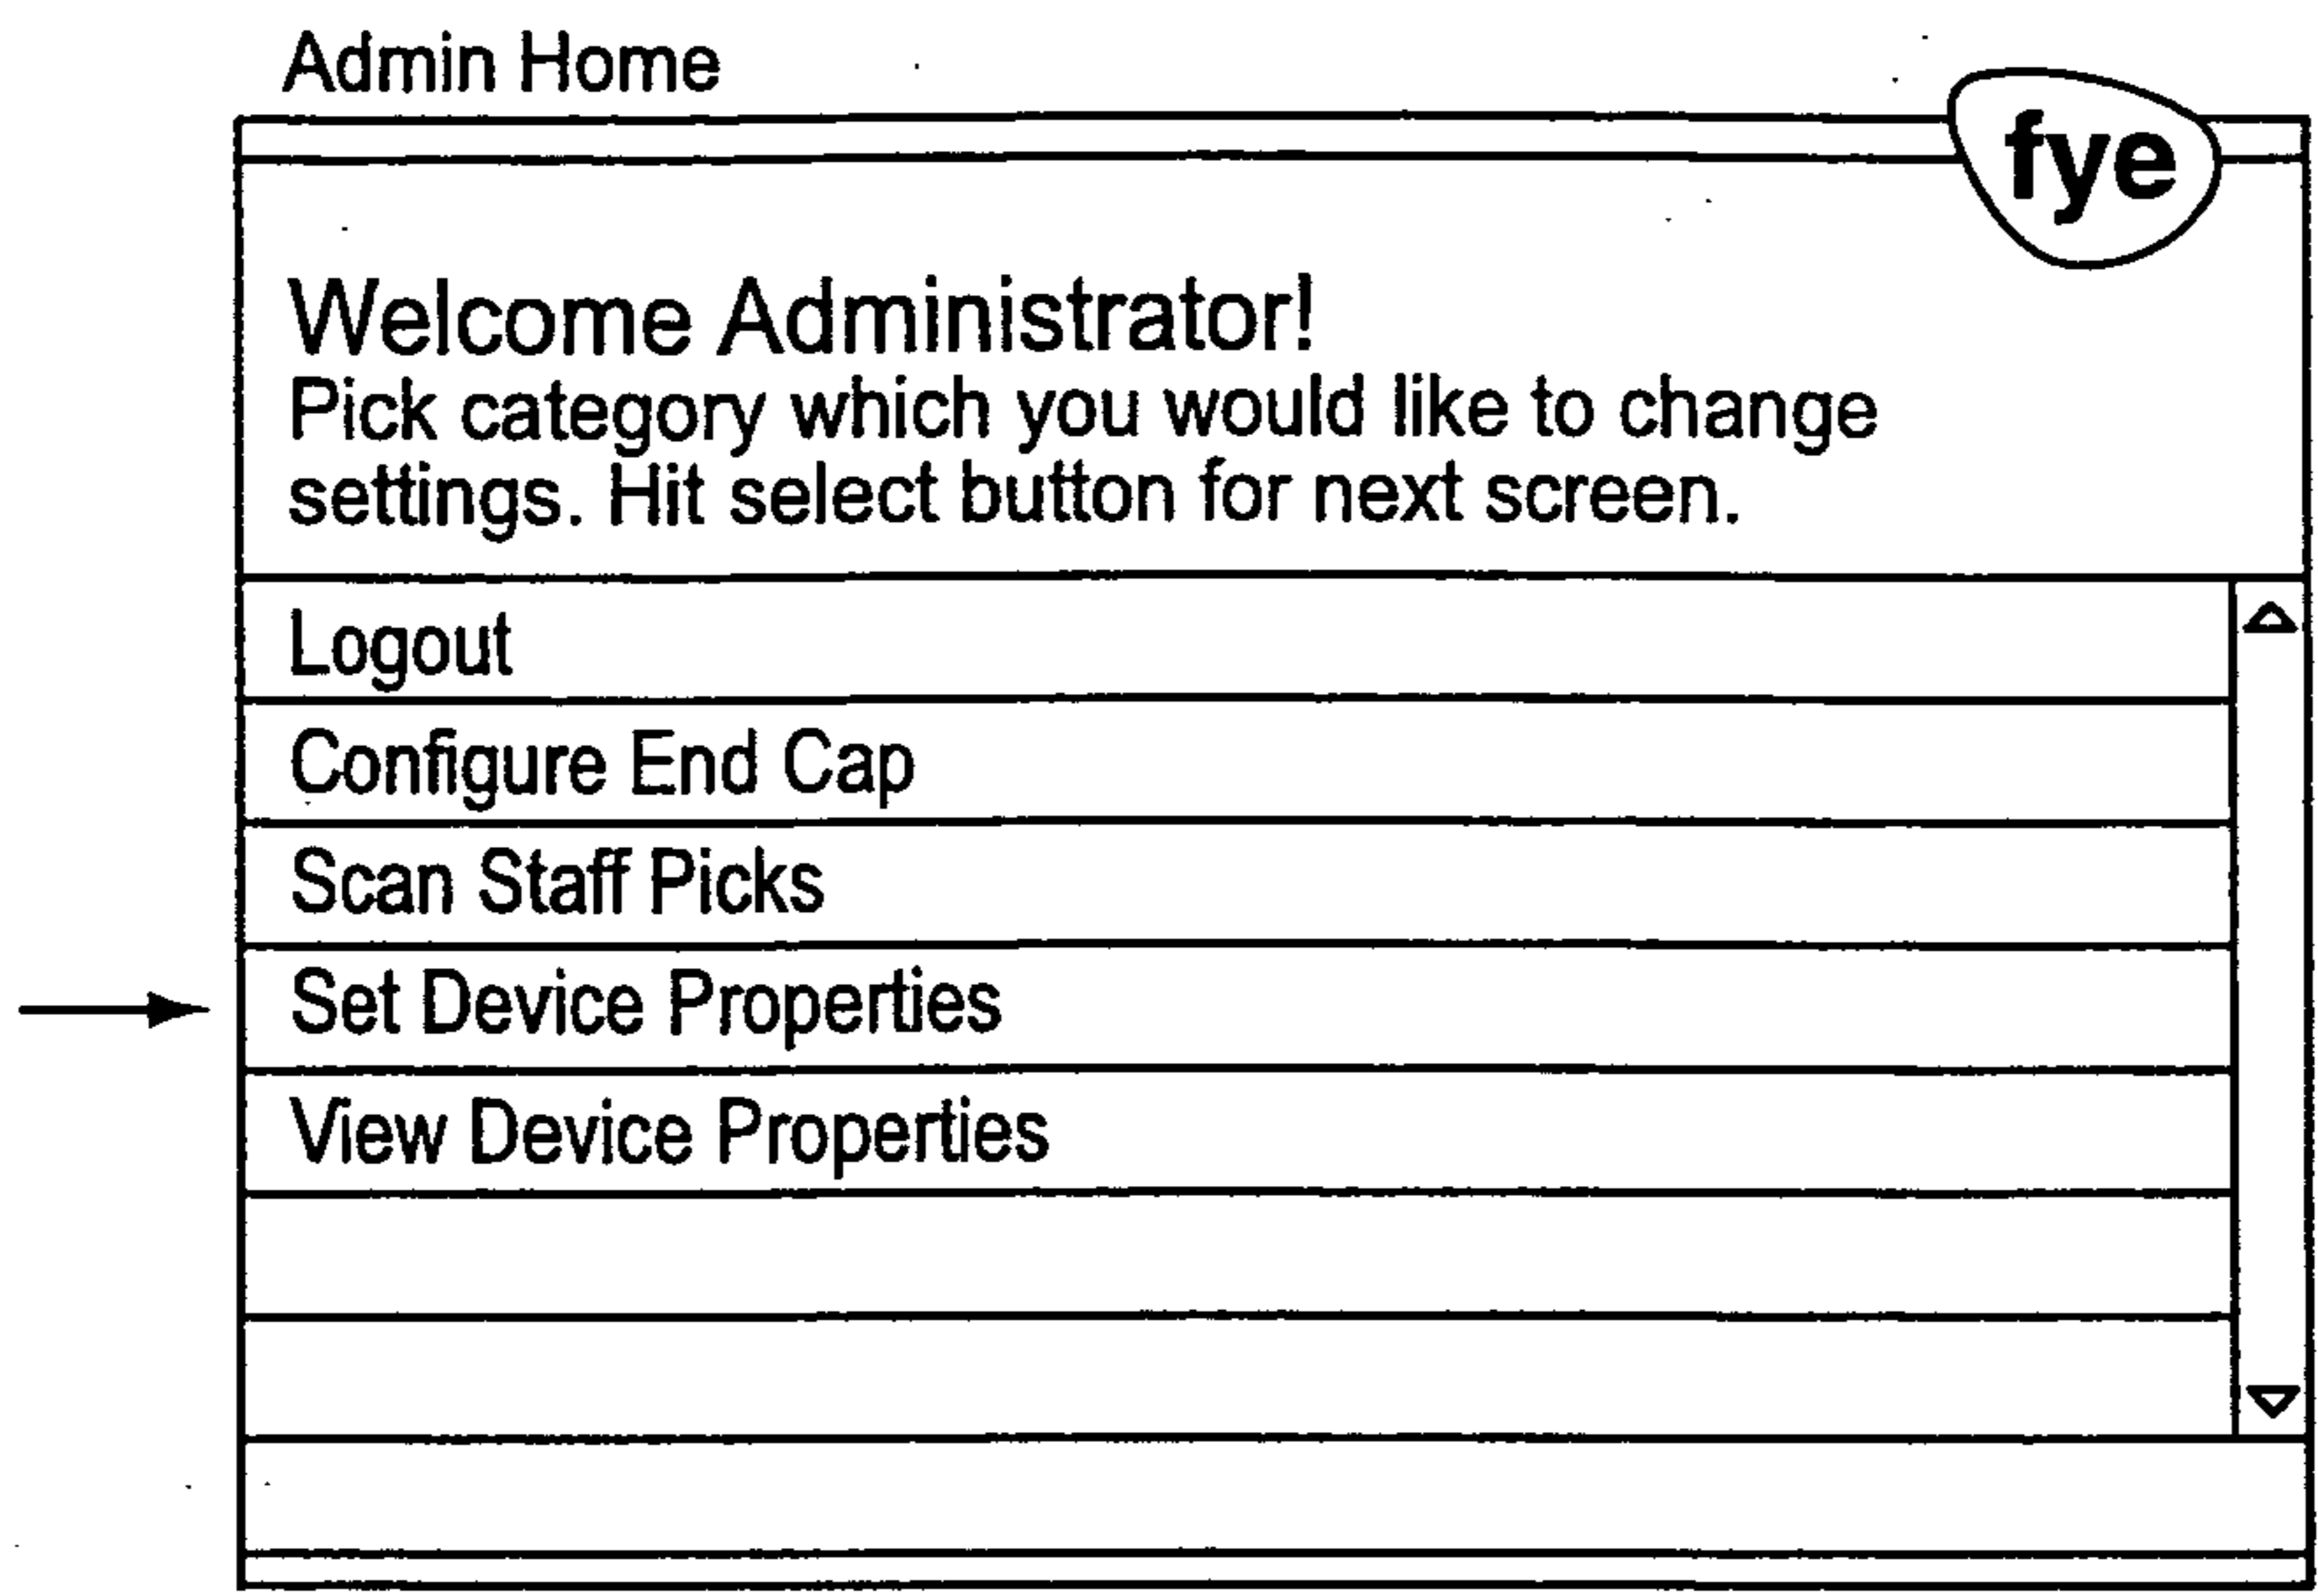 Admin Home
fye
Welcome Administrator!
Pick category which you would like to change
settings. Hit select button for next screen.
Logout
Configure End Cap
Scan Staff Picks
Set Device Properties
View Device Properties